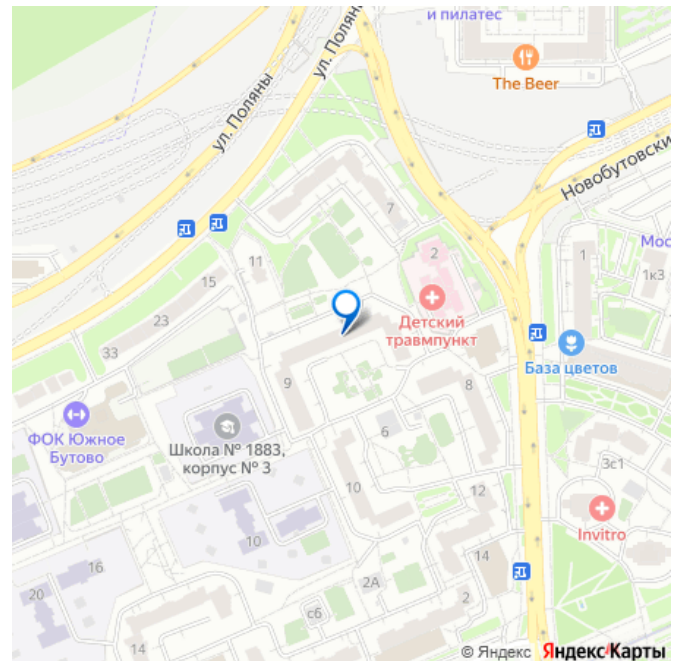 и пилатес
The Beer
ул. Поляны
ул. Поляны
Новобутовски
7
2
11
15
1
Мос
1к3
Детский
травмпункт
23
База цветов
33
9
8
ФОК Южное
Бутово
Школа № 1883,
корпус № 3
6
3с1
10
12
Invitro
10
14
16
2А
20
с6
2
© Яндекс Яндекс Карты